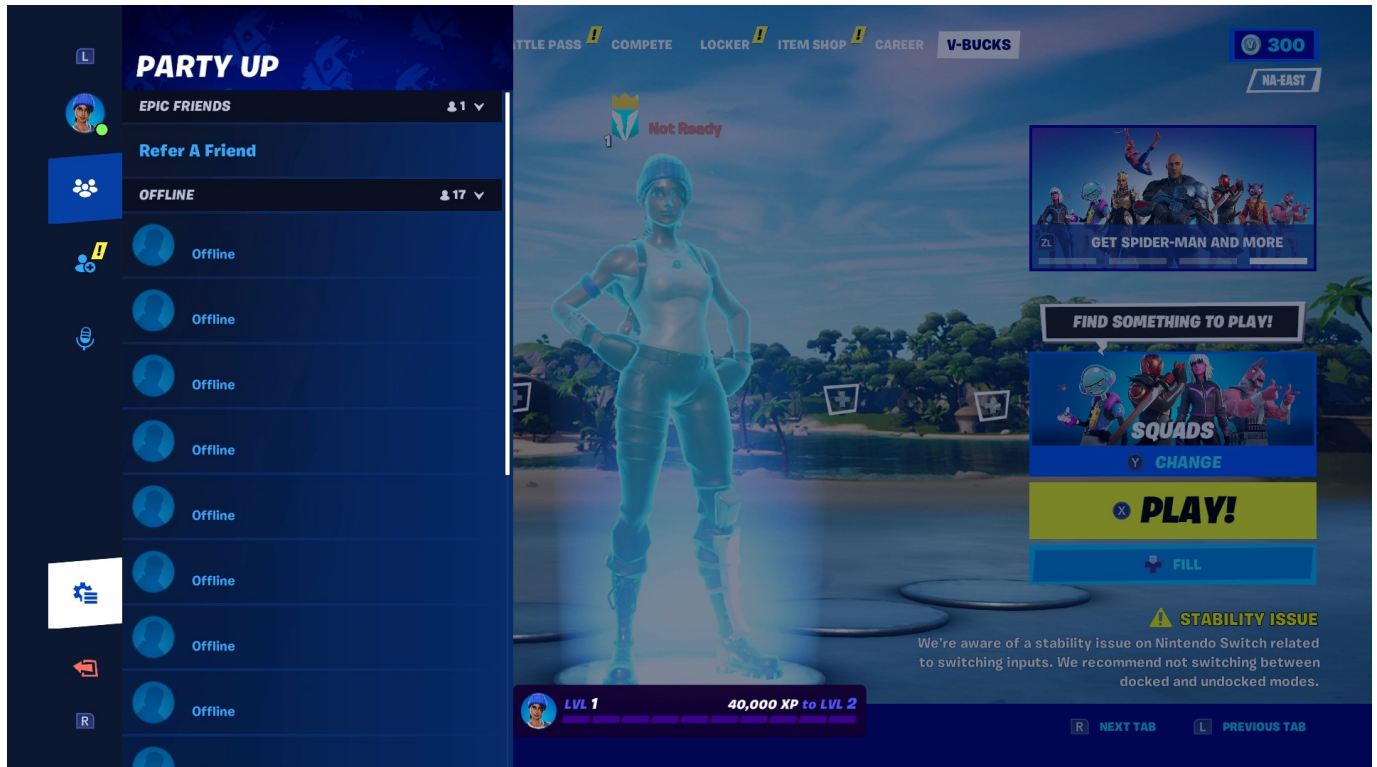 L
PARTY UP
EPIC FRIENDS 1
Refer A Friend
OFFLINE 17
Offline
Offline
Offline
Offline
Offline
Offline
Offline
Offline
R
TTLE PASS ! COMPETE LOCKER ! ITEM SHOP ! CAREER V-BUCKS
V 300
NA-EAST
1 Not Ready
ZL GET SPIDER-MAN AND MORE
FIND SOMETHING TO PLAY!
SQUADS
Y CHANGE
X PLAY!
FILL
! STABILITY ISSUE
We're aware of a stability issue on Nintendo Switch related
to switching inputs. We recommend not switching between
docked and undocked modes.
LVL 1 40,000 XP to LVL 2
R NEXT TAB L PREVIOUS TAB